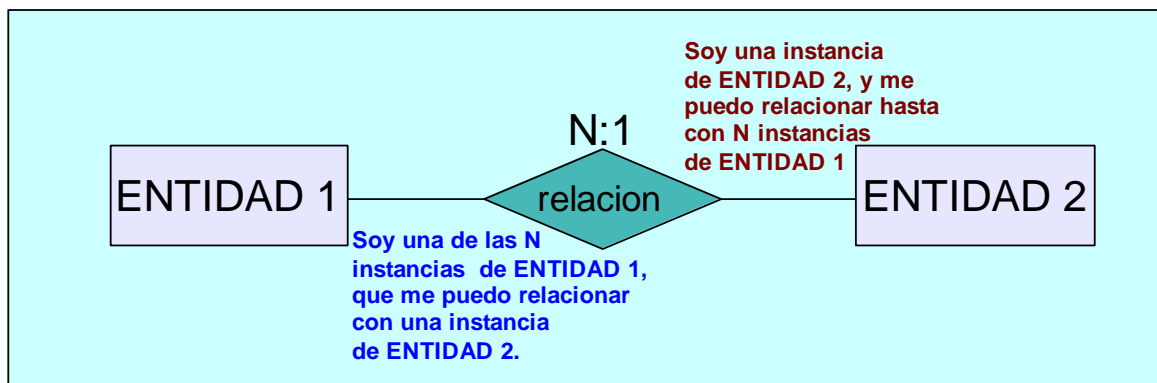 Soy una instancia
de ENTIDAD 2, y me
puedo relacionar hasta
con N instancias
de ENTIDAD 1
N:1
ENTIDAD 1
relacion
ENTIDAD 2
Soy una de las N
instancias de ENTIDAD 1,
que me puedo relacionar
con una instancia
de ENTIDAD 2.